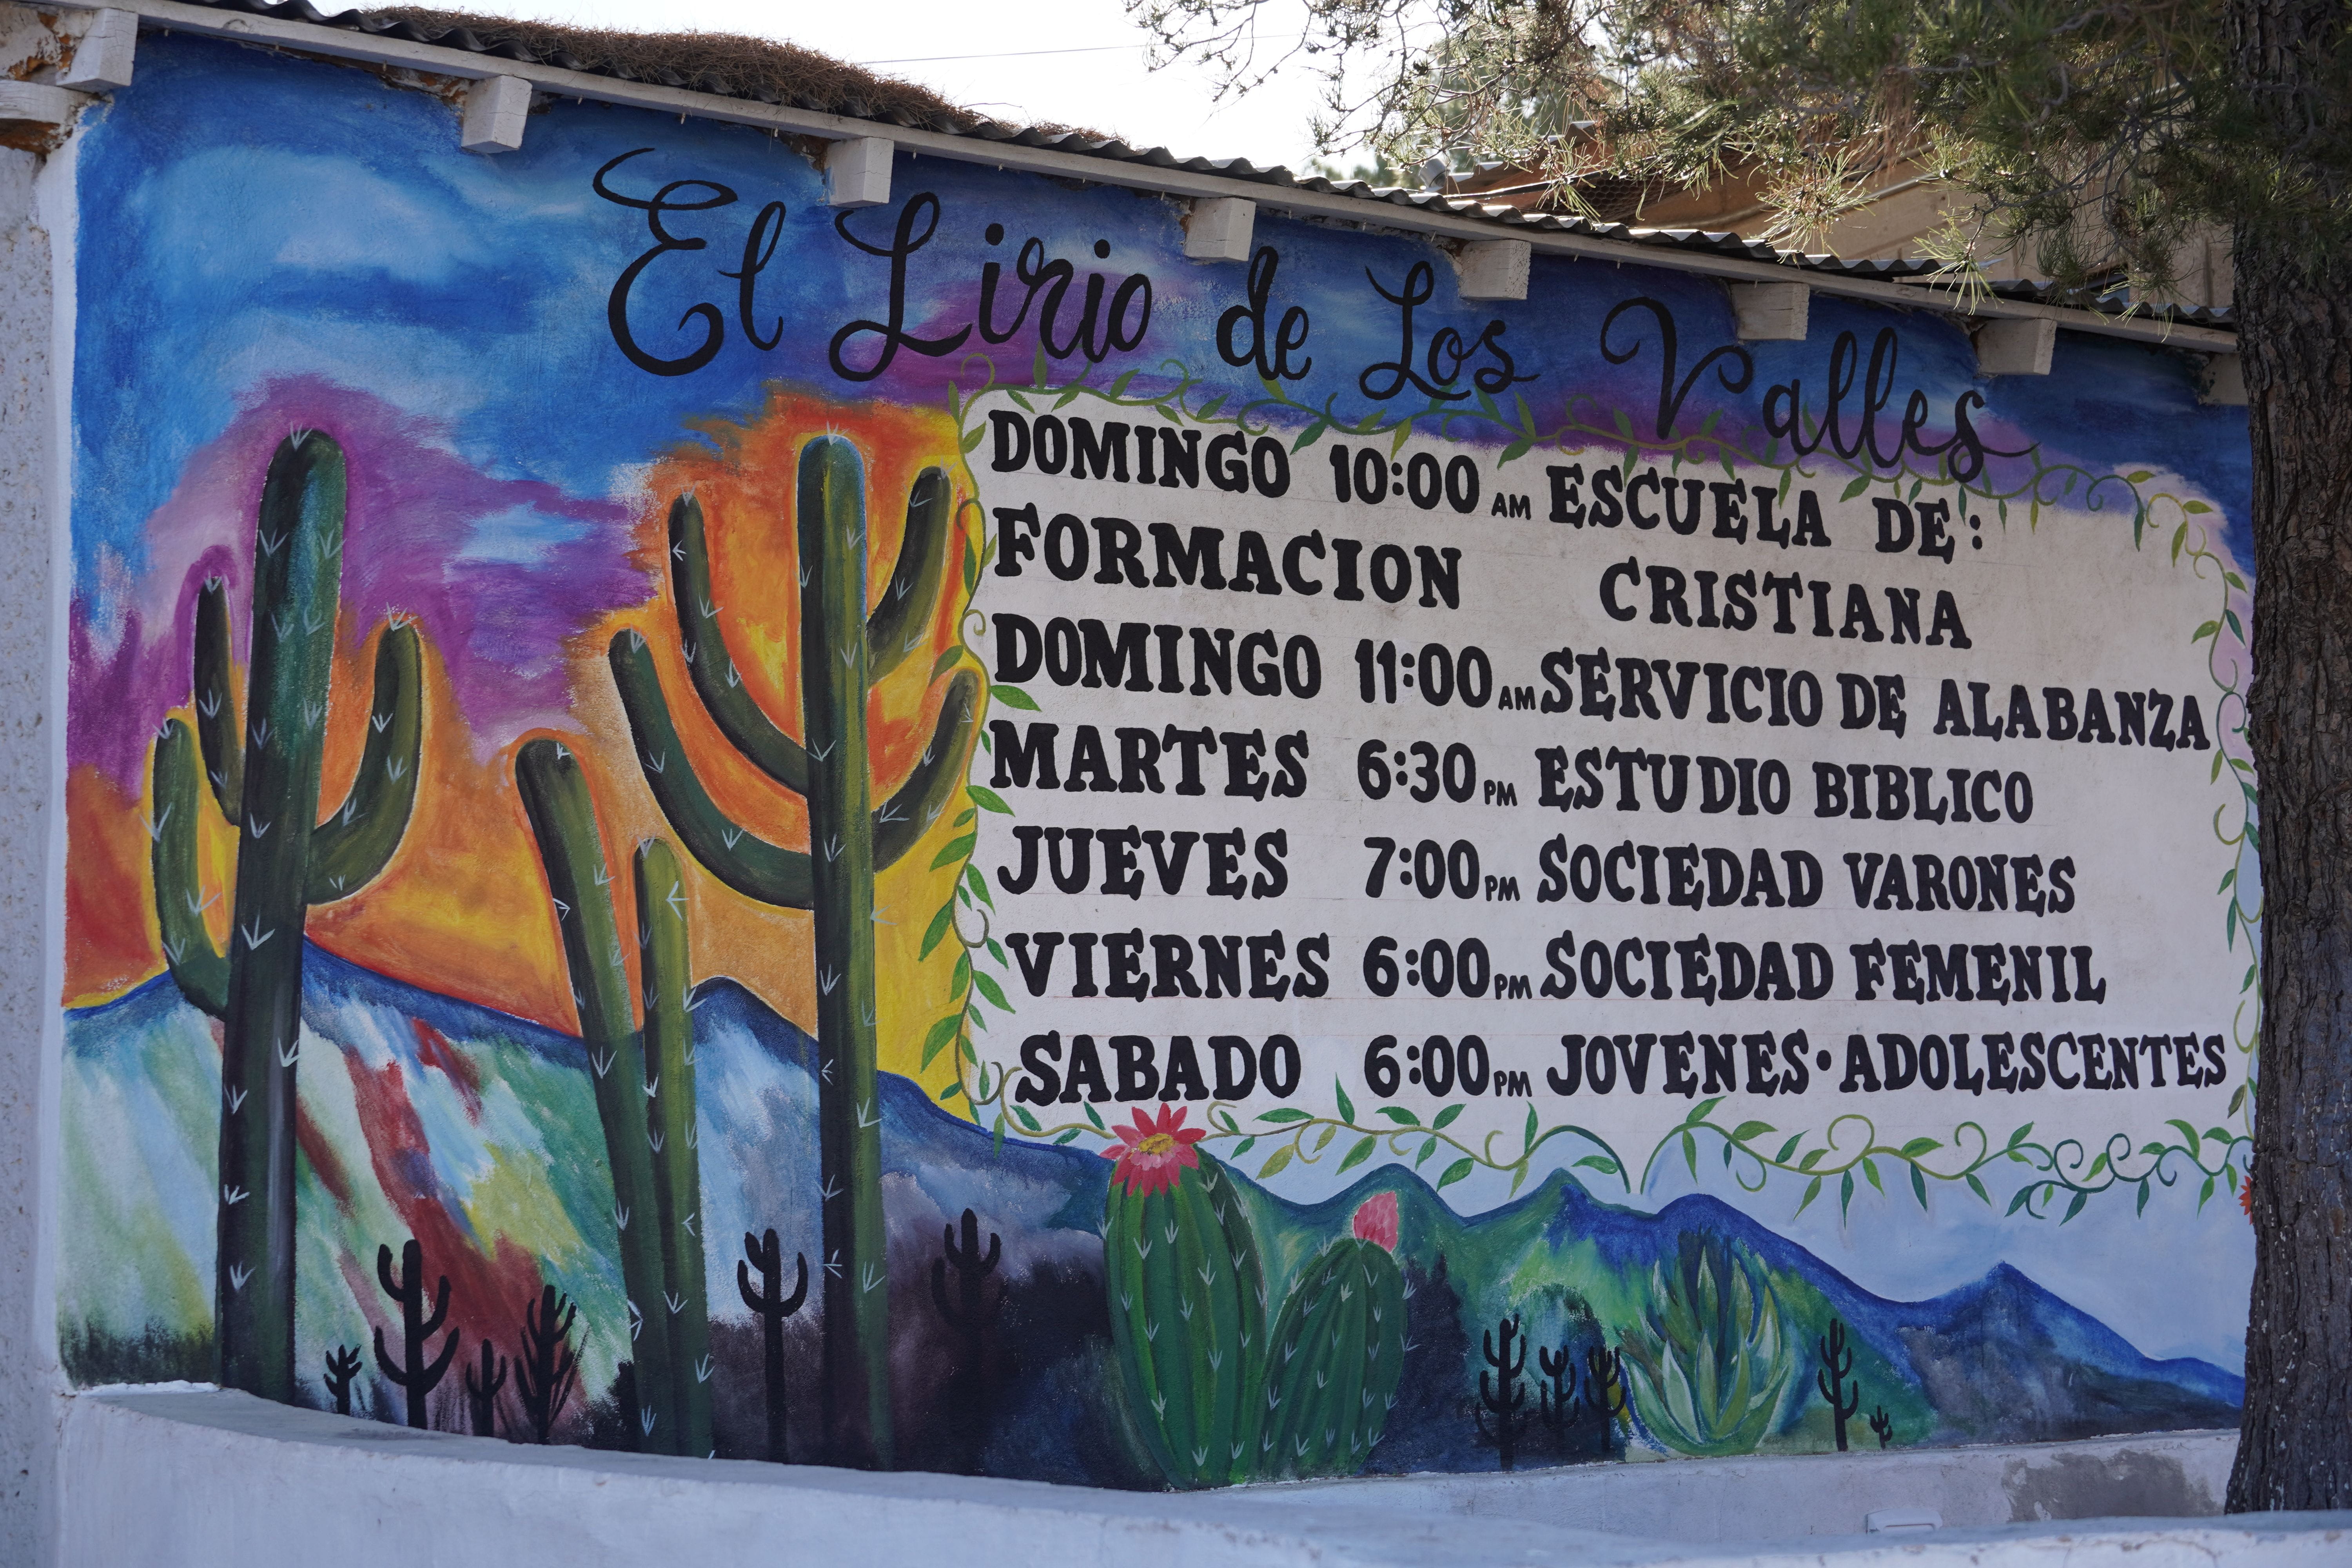 El Lirio de Los Valles
DOMINGO 10:00 AM ESCUELA DE:
FORMACION CRISTIANA
DOMINGO 11:00 AM SERVICIO DE ALABANZA
MARTES 6:30 PM ESTUDIO BIBLICO
JUEVES 7:00 PM SOCIEDAD VARONES
VIERNES 6:00 PM SOCIEDAD FEMENIL
SABADO 6:00 PM JOVENES•ADOLESCENTES